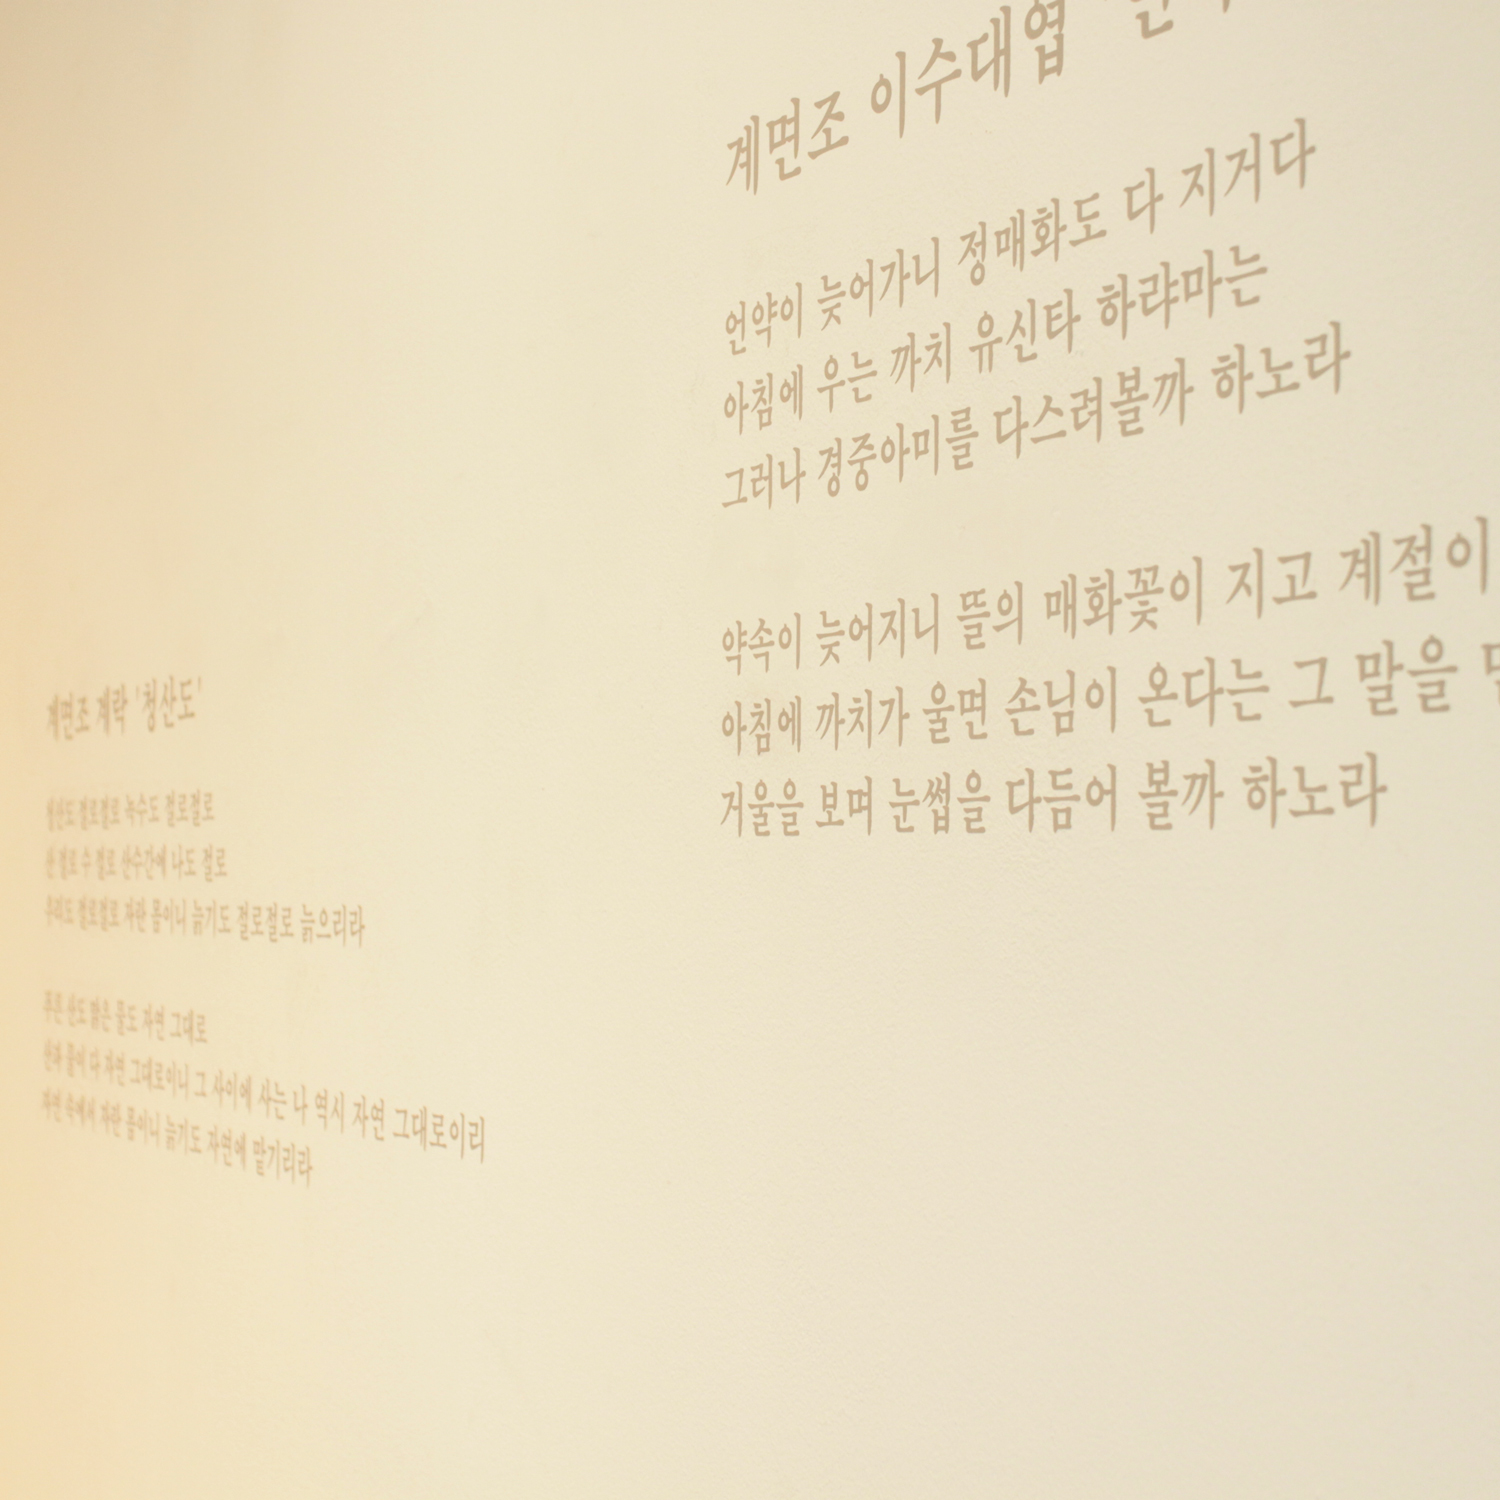 계면조 계락 '청산도'
청산도 절로절로 녹수도 절로절로
산 절로 수 절로 산수간에 나도 절로
우리도 절로절로 자란 몸이니 늙기도 절로절로 늙으리라
푸른 산도 맑은 물도 자연 그대로
산과 물이 다 자연 그대로이니 그 사이에 사는 나 역시 자연 그대로이리
자연 속에서 자란 몸이니 늙기도 자연에 맡기리라
계면조 이수대엽
언약이 늦어가니 정매화도 다 지거다
아침에 우는 까치 유신타 하랴마는
그러나 경중아미를 다스려볼까 하노라
약속이 늦어지니 뜰의 매화꽃이 지고 계절이
아침에 까치가 울면 손님이 온다는 그 말을
거울을 보며 눈썹을 다듬어 볼까 하노라